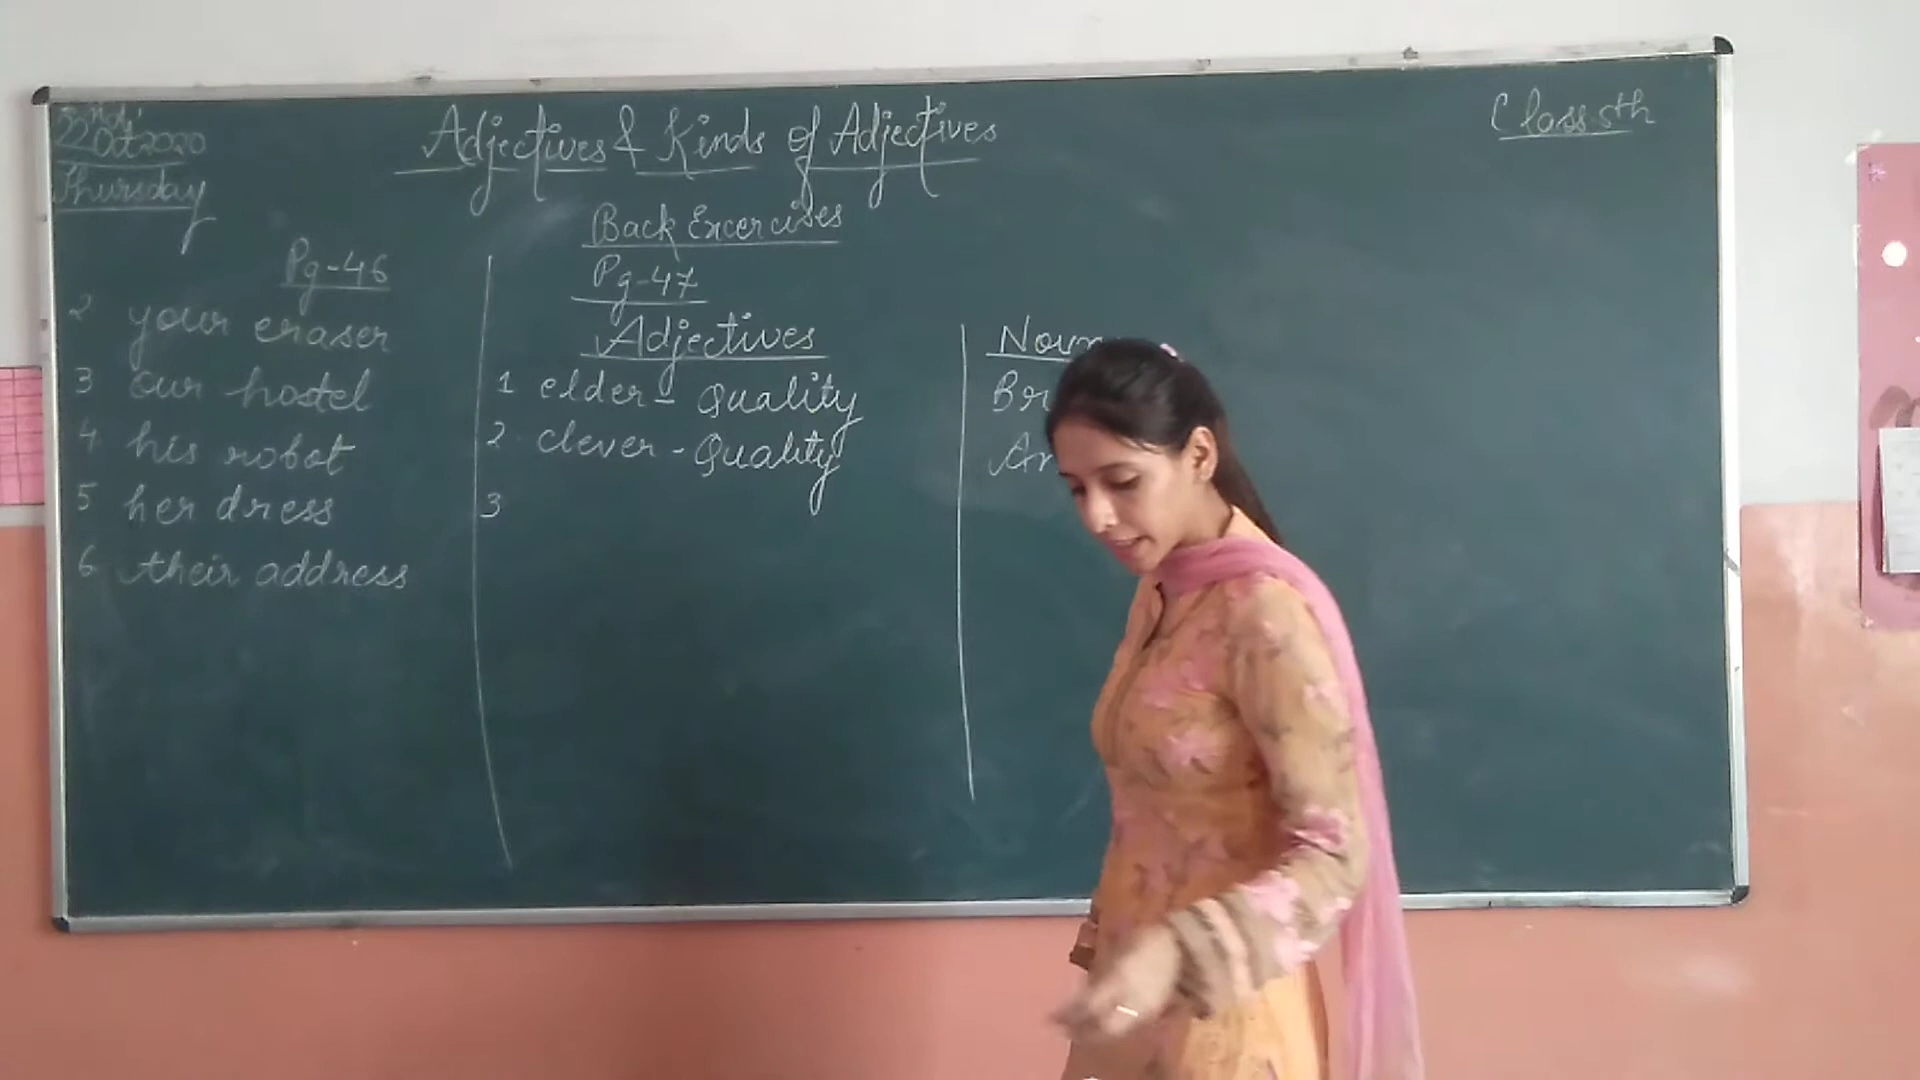 22 Oct 2020
Thursday
Adjectives & Kinds of Adjectives
Class 5th
Back Excercises
Pg-46
2 your eraser
3 our hostel
4 his robot
5 her dress
6 their address
Pg-47
Adjectives
1 elder - Quality
2 clever - Quality
3
Noun